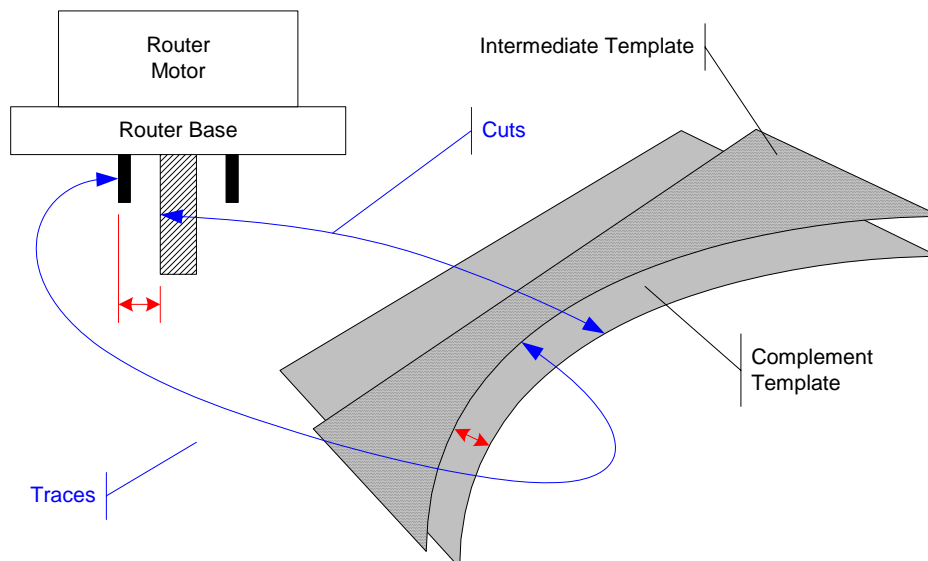 Router
Motor
Router Base
Intermediate Template
Cuts
Complement
Template
Traces